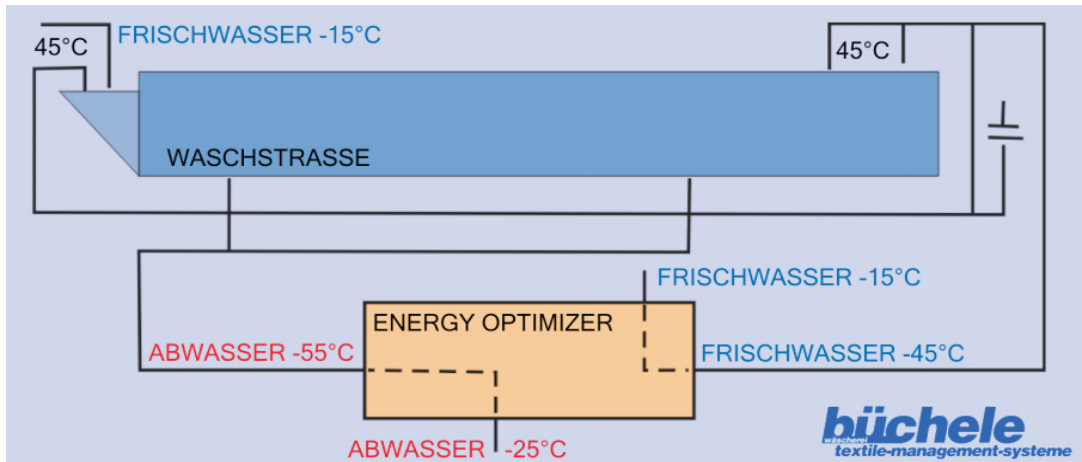 FRISCHWASSER -15°C
45°C
45°C
WASCHSTRASSE
FRISCHWASSER -15°C
ENERGY OPTIMIZER
ABWASSER -55°C
FRISCHWASSER -45°C
ABWASSER -25°C
büchele
wäscherei
textile-management-systeme